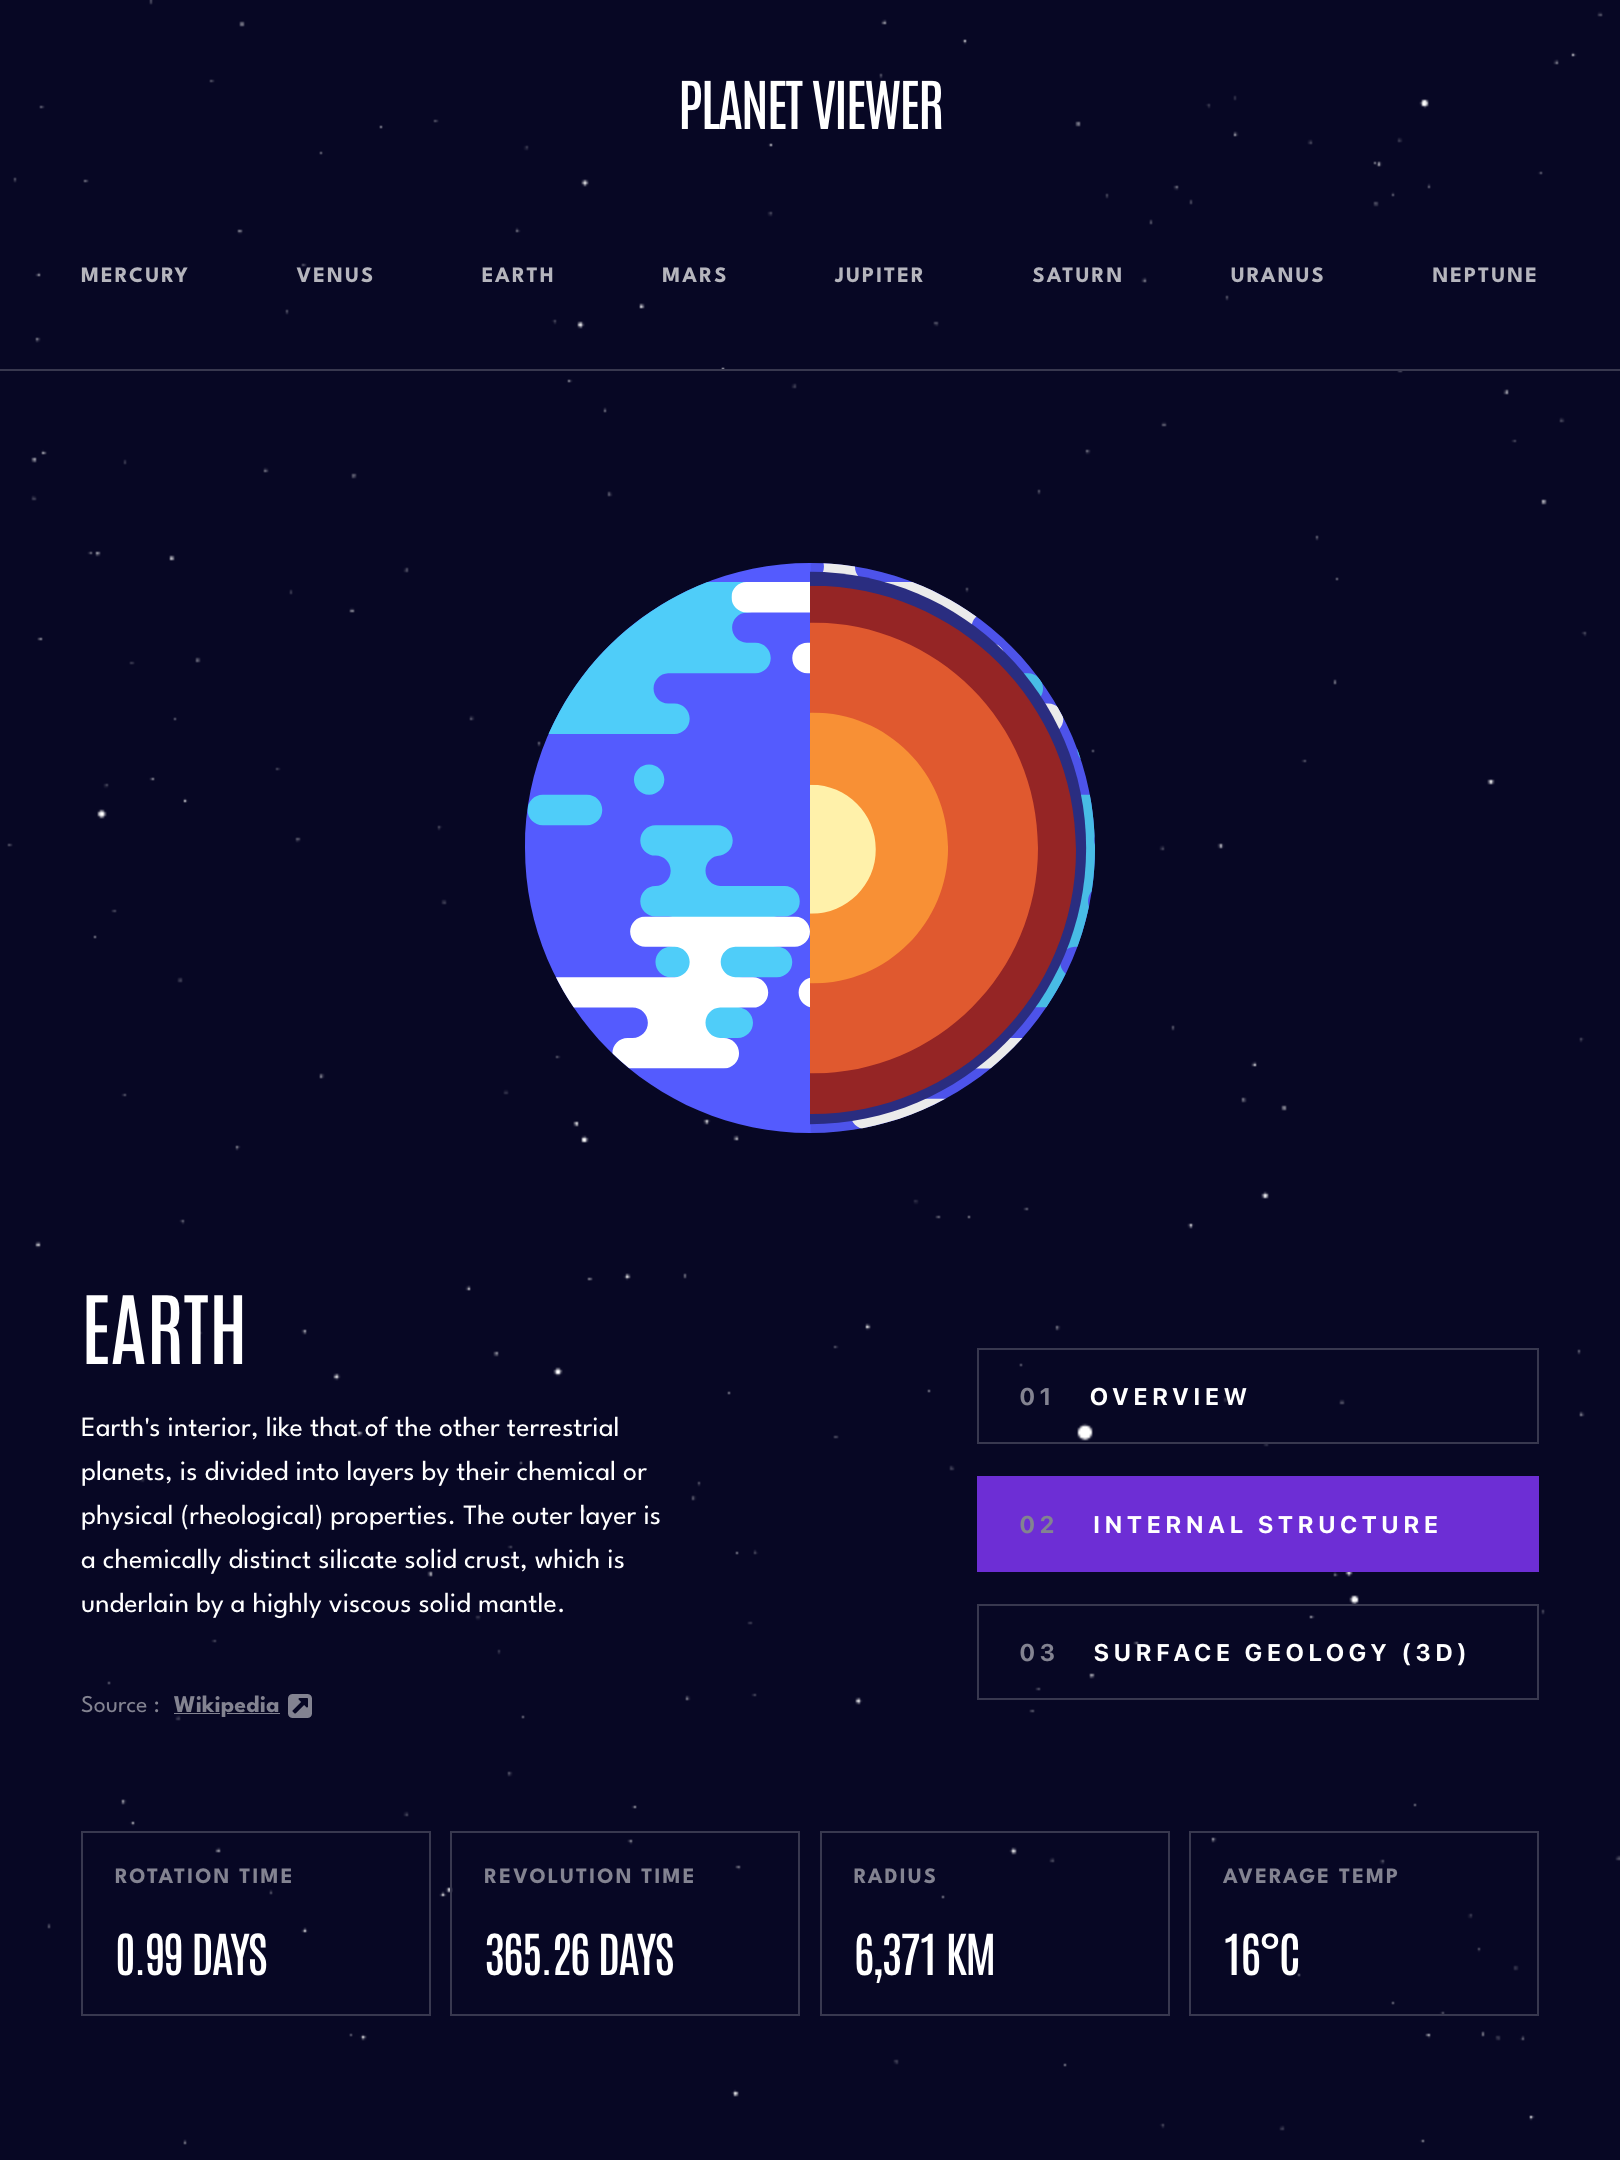 PLANET VIEWER
MERCURY VENUS EARTH MARS JUPITER SATURN URANUS NEPTUNE
EARTH
Earth's interior, like that of the other terrestrial
planets, is divided into layers by their chemical or
physical (rheological) properties. The outer layer is
a chemically distinct silicate solid crust, which is
underlain by a highly viscous solid mantle.
Source : Wikipedia
01 OVERVIEW
02 INTERNAL STRUCTURE
03 SURFACE GEOLOGY (3D)
ROTATION TIME
0.99 DAYS
REVOLUTION TIME
365.26 DAYS
RADIUS
6,371 KM
AVERAGE TEMP
16°C